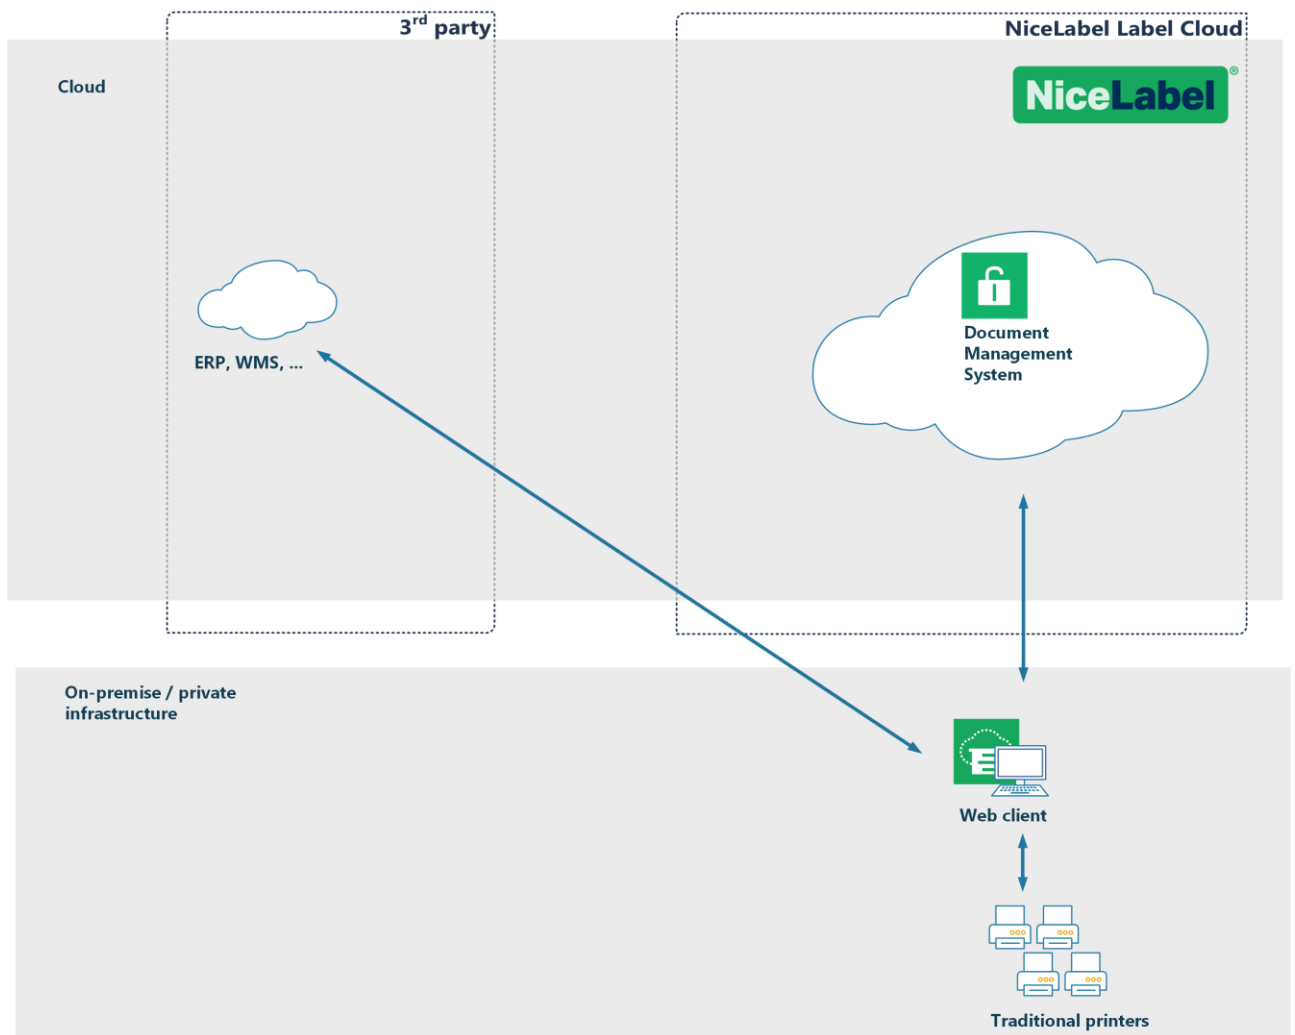 3rd party
NiceLabel Label Cloud
Cloud
NiceLabel®
Document
Management
System
ERP, WMS, ...
On-premise / private
infrastructure
Web client
Traditional printers